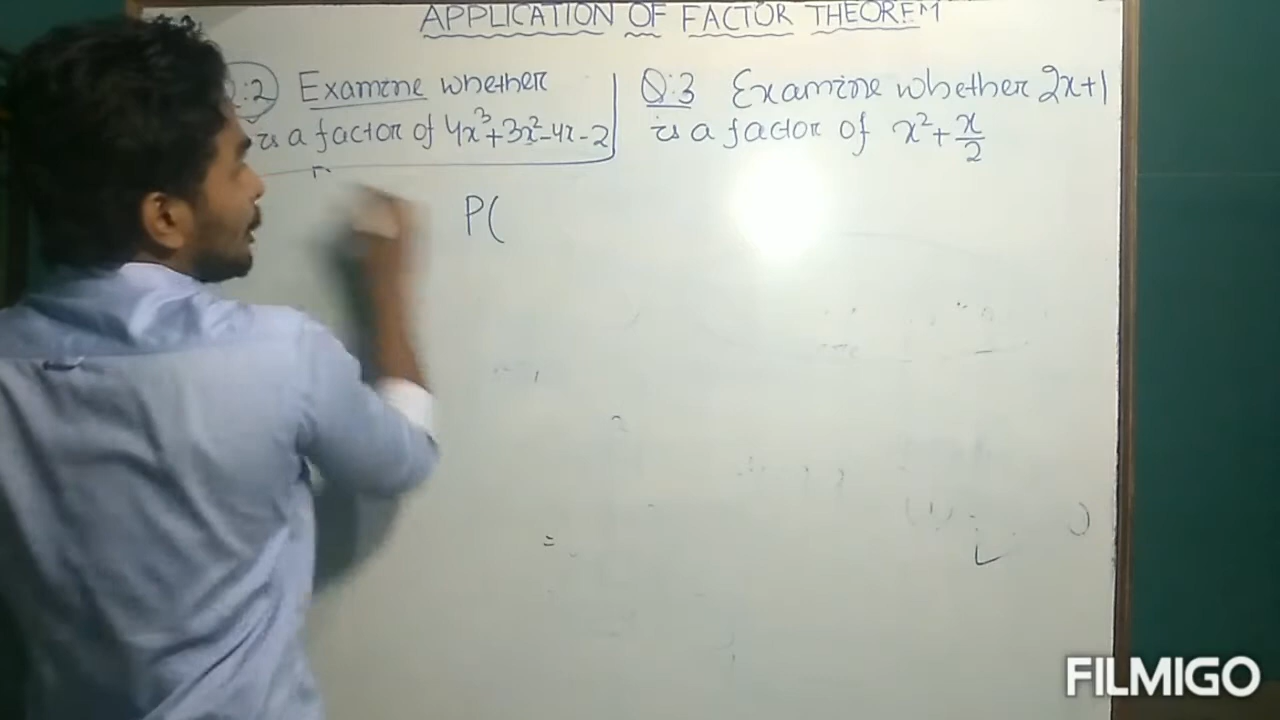 APPLICATION OF FACTOR THEOREM
:2 Examine whether
is a factor of 4x³+3x²-4x-2
Q:3 Examine whether 2x+1
is a factor of x²+x/2
P(
=
FILMIGO